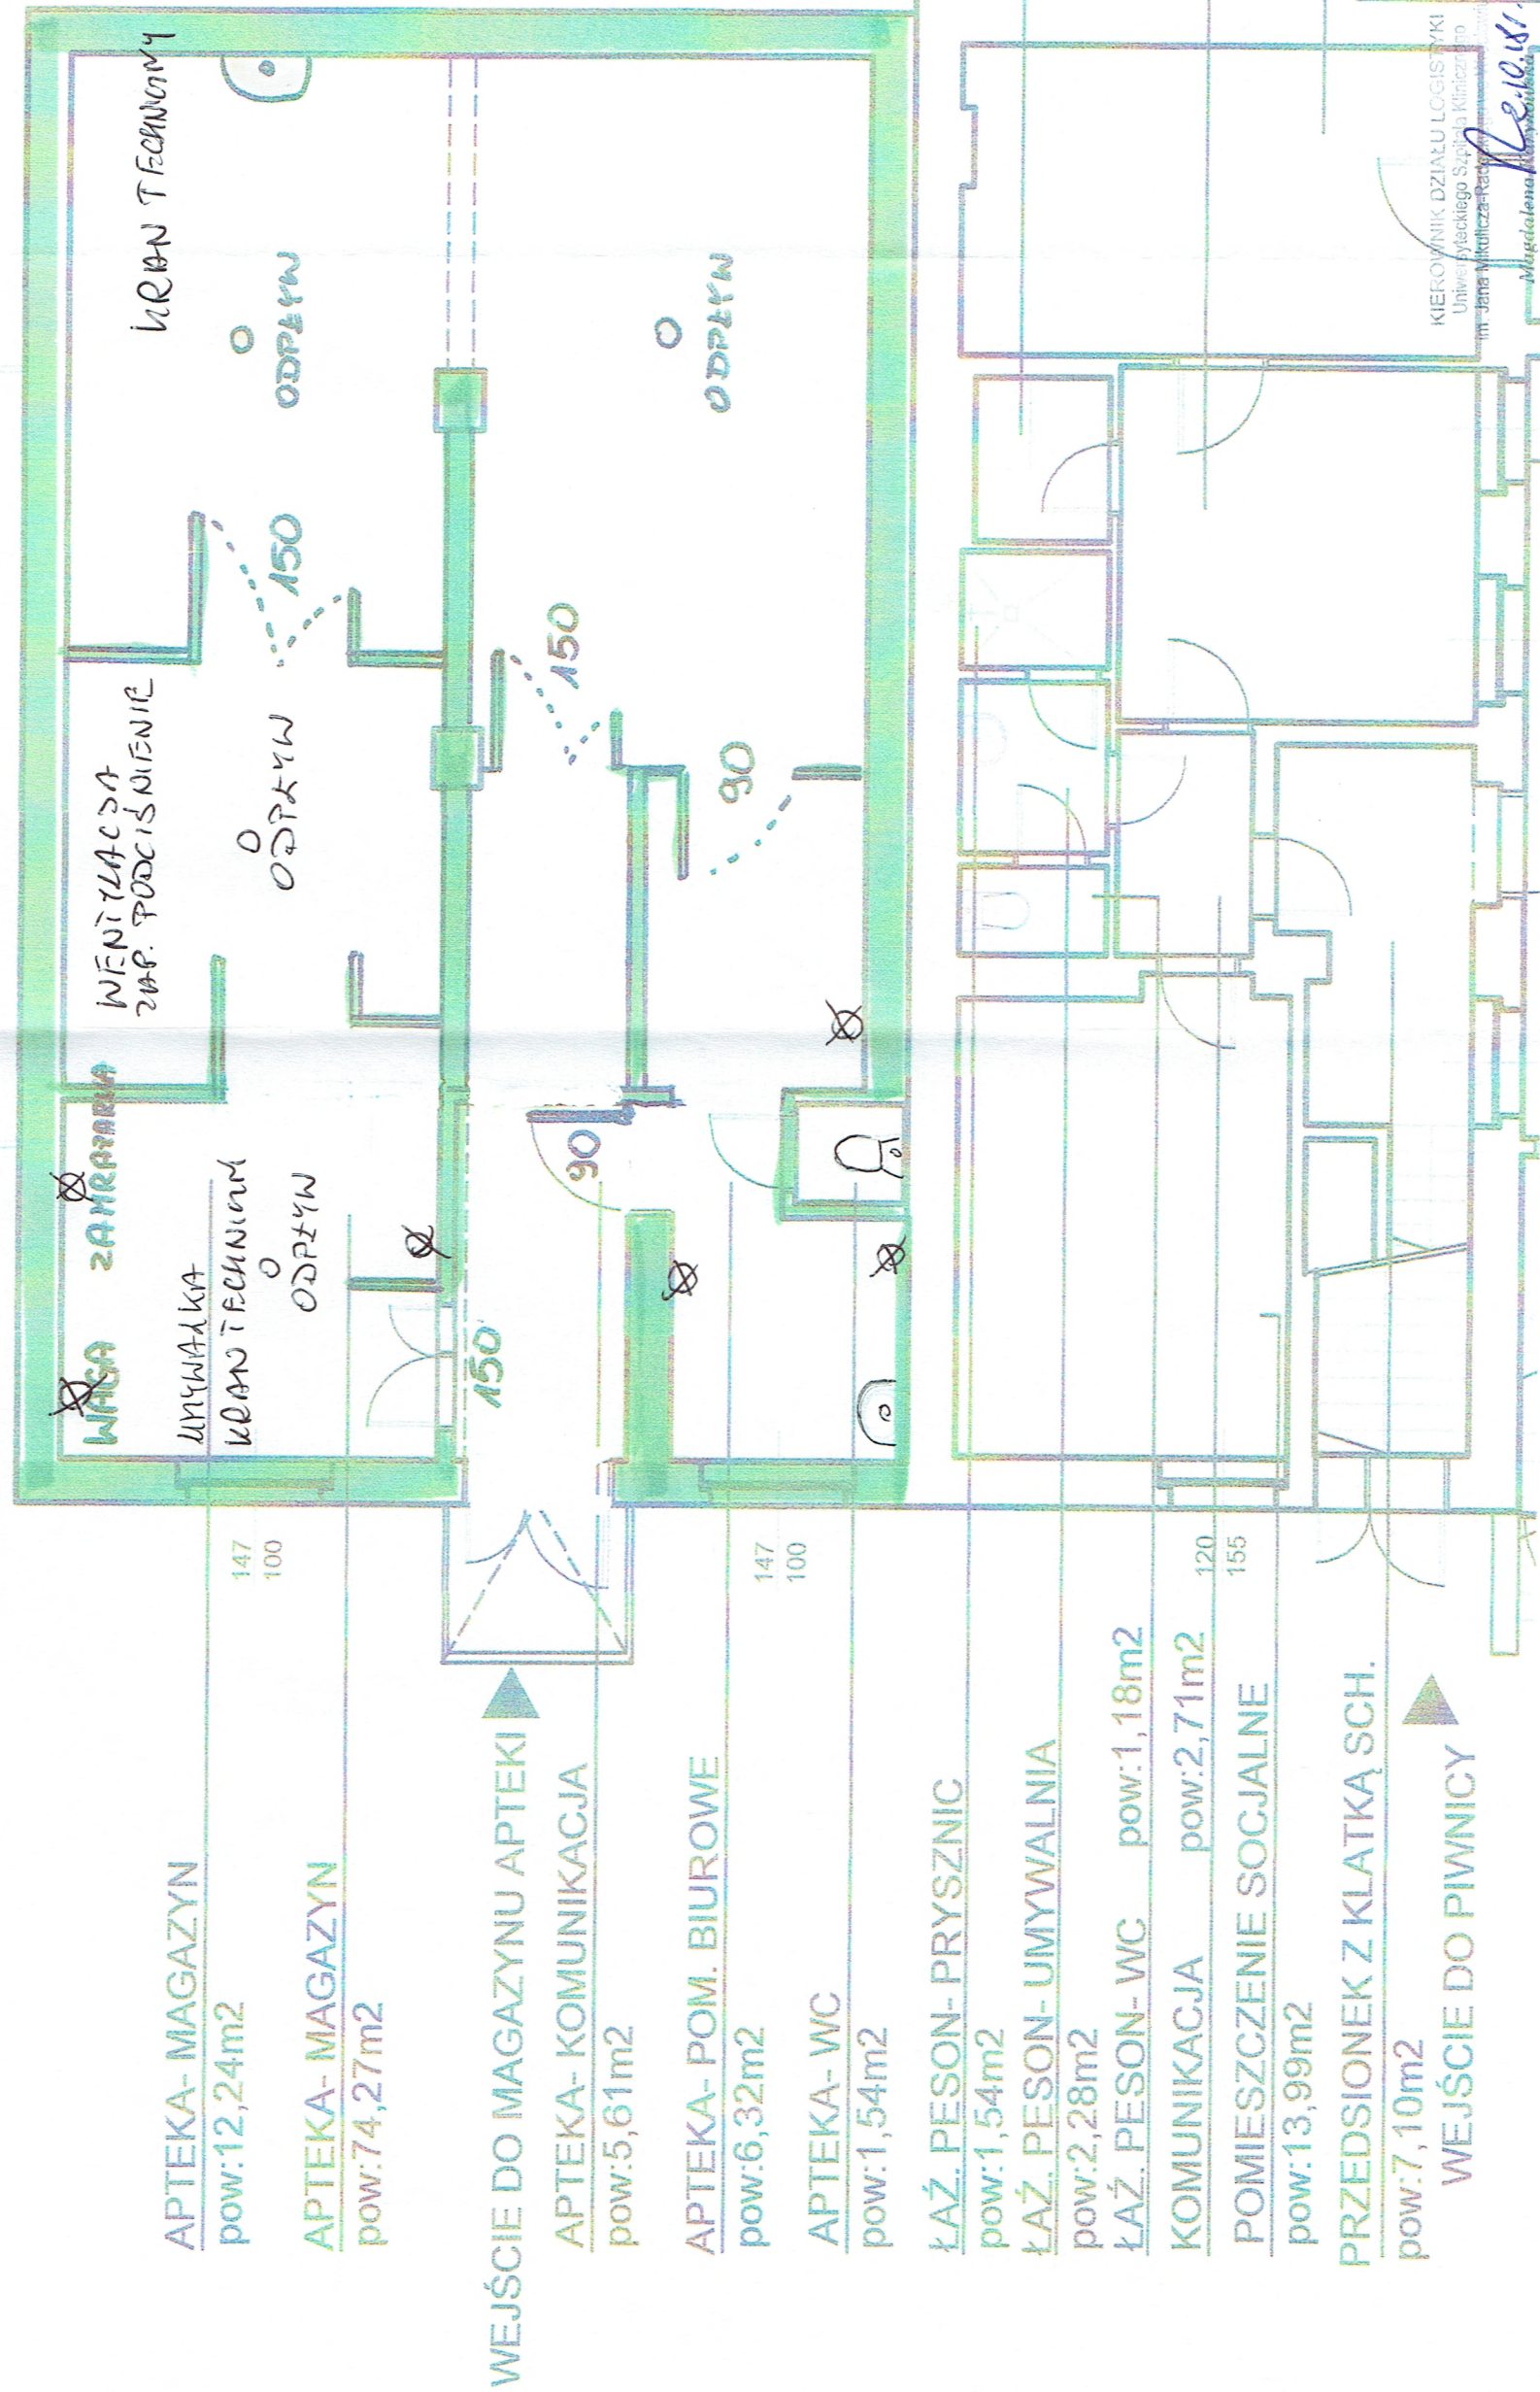 APTEKA- MAGAZYN
pow:12,24m2
APTEKA- MAGAZYN
pow:74,27m2
WEJŚCIE DO MAGAZYNU APTEKI
APTEKA- KOMUNIKACJA
pow:5,61m2
APTEKA- POM. BIUROWE
pow:6,32m2
APTEKA- WC
pow:1,54m2
ŁAŹ. PESON- PRYSZNIC
pow:1,54m2
ŁAŹ. PESON- UMYWALNIA
pow:2,28m2
ŁAŹ. PESON- WC pow:1,18m2
KOMUNIKACJA pow:2,71m2
POMIESZCZENIE SOCJALNE
pow:13,99m2
PRZEDSIONEK Z KLATKĄ SCH.
pow:7,10m2
WEJŚCIE DO PIWNICY
147
100
147
100
120
155
WAGA ZAMRAŻARKA
UMYWALKA
KRAN TECHNICZNY
ODPŁYW
150
90
WENTYLACJA
ZAP. PODCIŚNIENIE
ODPŁYW
150
150
90
KRAN TECHNICZNY
ODPŁYW
ODPŁYW
KIEROWNIK DZIAŁU LOGISTYKI
Uniwersyteckiego Szpitala Klinicznego
im. Jana Mikulicza-Radeckiego
Magdalena